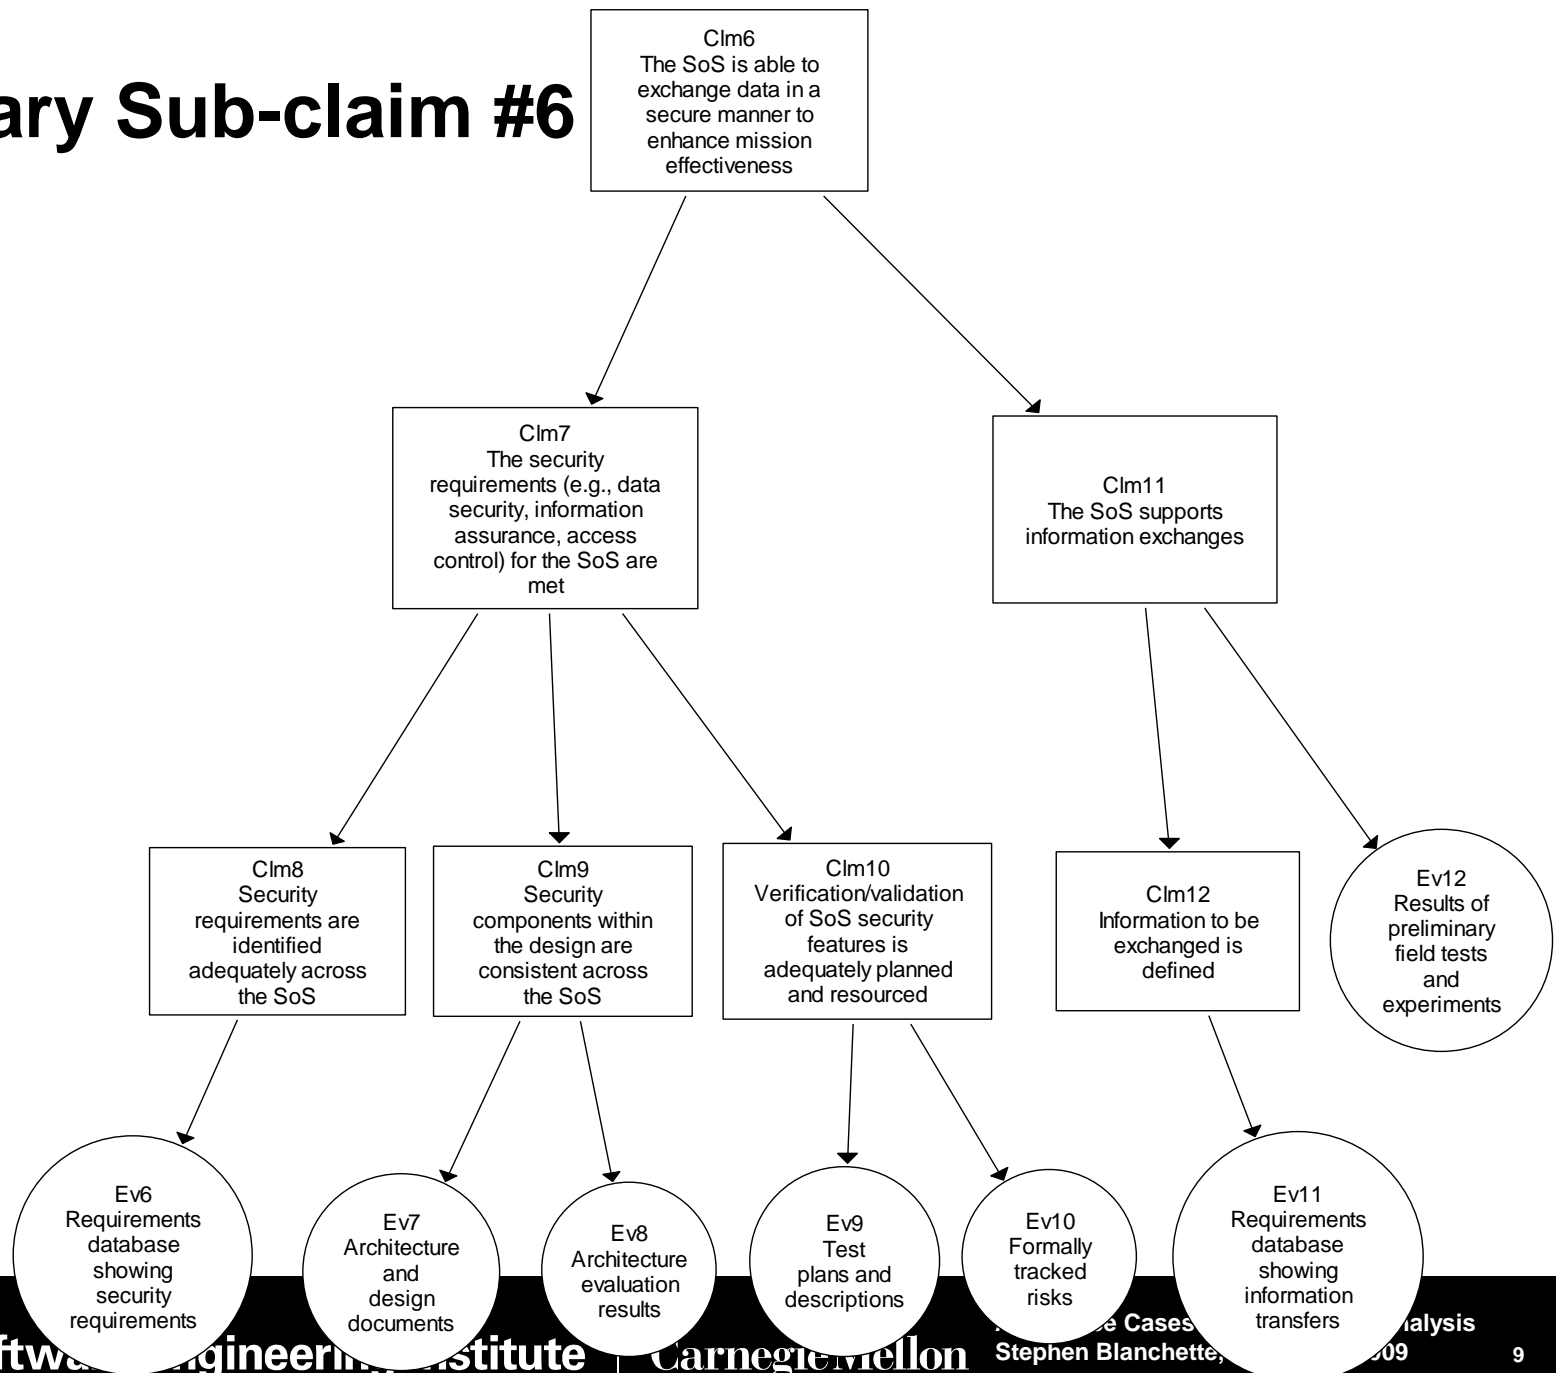 Clm6
The SoS is able to
exchange data in a
secure manner to
enhance mission
effectiveness
Sub-claim #6
Clm7
The security
requirements (e.g., data
security, information
assurance, access
control) for the SoS are
met
Clm11
The SoS supports
information exchanges
Clm8
Security
requirements are
identified
adequately across
the SoS
Clm9
Security
components within
the design are
consistent across
the SoS
Clm10
Verification/validation
of SoS security
features is
adequately planned
and resourced
Clm12
Information to be
exchanged is
defined
Ev12
Results of
preliminary
field tests
and
experiments
Ev6
Requirements
database
showing
security
requirements
Ev7
Architecture
and
design
documents
Ev8
Architecture
evaluation
results
Ev9
Test
plans and
descriptions
Ev10
Formally
tracked
risks
Ev11
Requirements
database
showing
information
transfers
Carnegie Mellon
Cases
Stephen Blanchette,
9